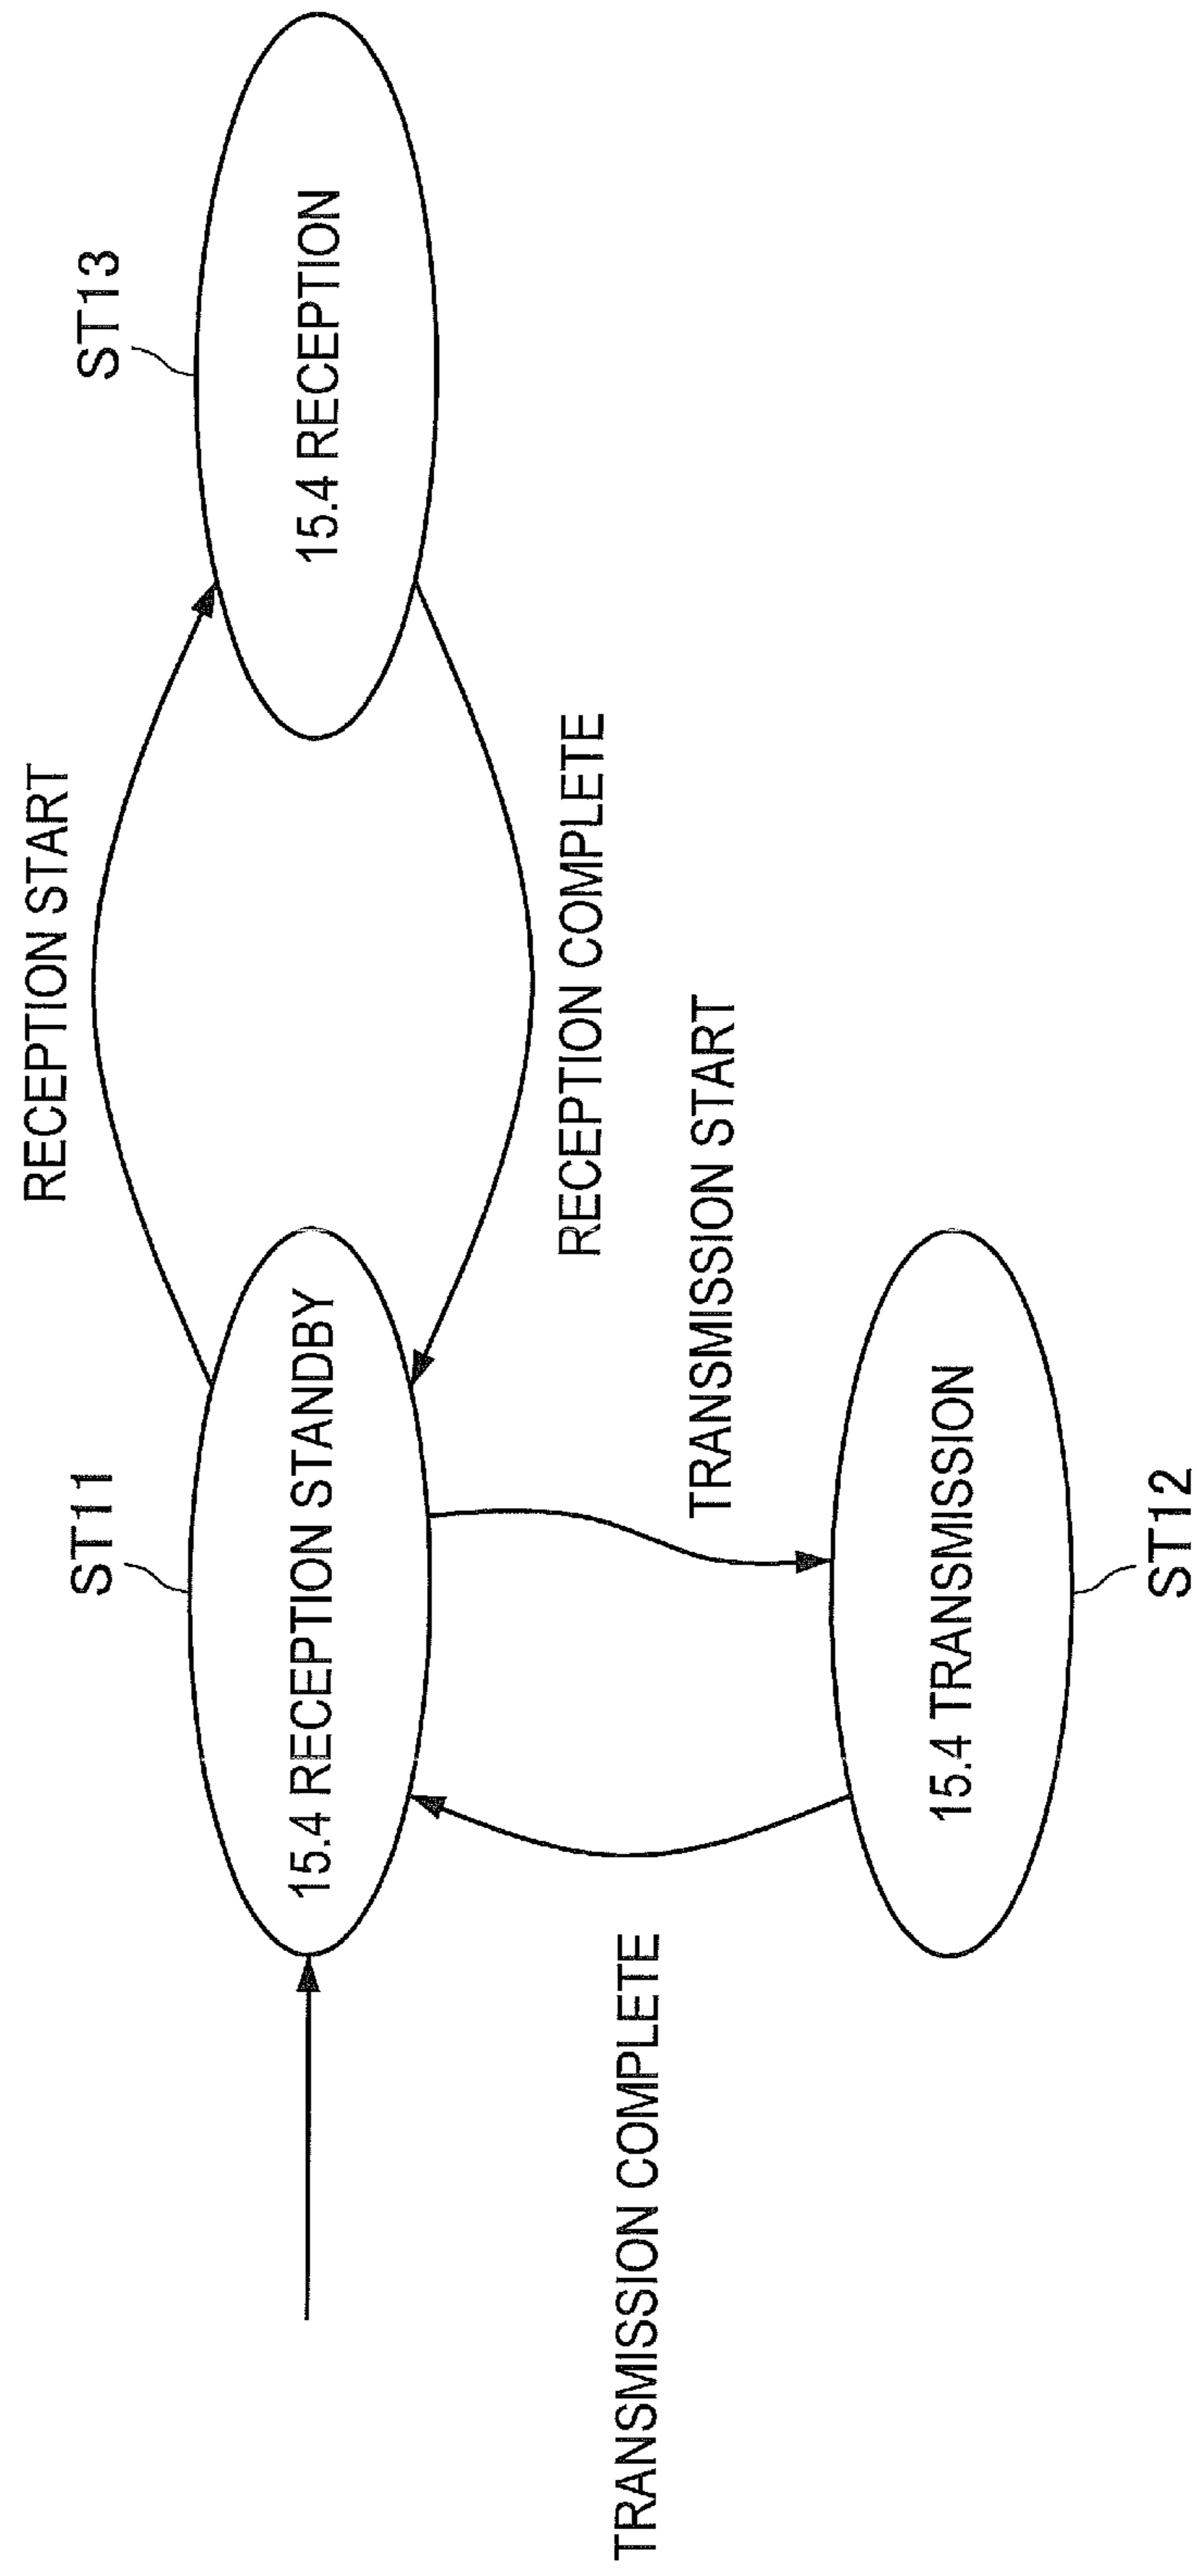 RECEPTION START
ST11
ST13
15.4 RECEPTION STANDBY
15.4 RECEPTION
RECEPTION COMPLETE
TRANSMISSION COMPLETE
TRANSMISSION START
15.4 TRANSMISSION
ST12